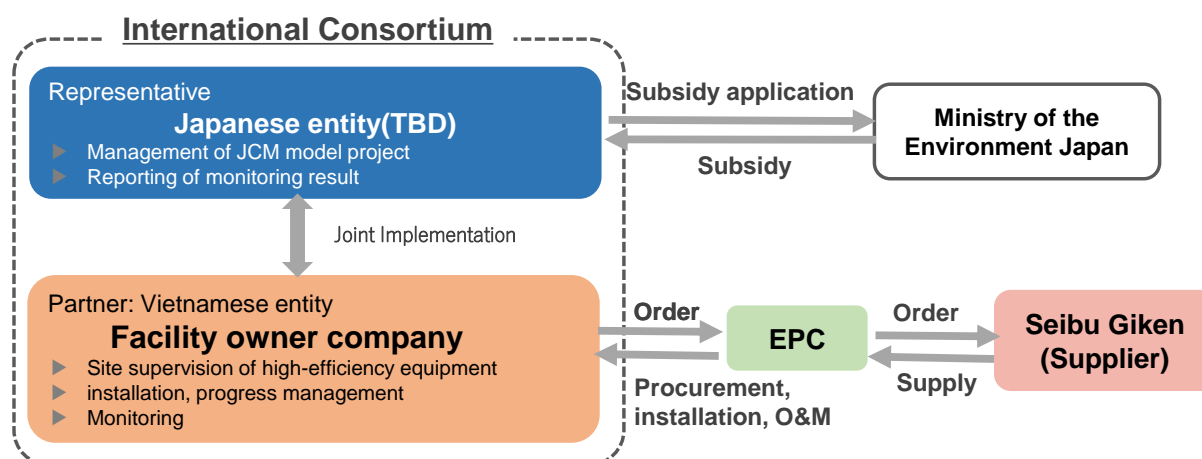 International Consortium
Representative
Japanese entity(TBD)
Management of JCM model project
Reporting of monitoring result
Subsidy application
Subsidy
Ministry of the
Environment Japan
Joint Implementation
Partner: Vietnamese entity
Facility owner company
Site supervision of high-efficiency equipment
installation, progress management
Monitoring
Order
Procurement,
installation, O&M
EPC
Order
Supply
Seibu Giken
(Supplier)